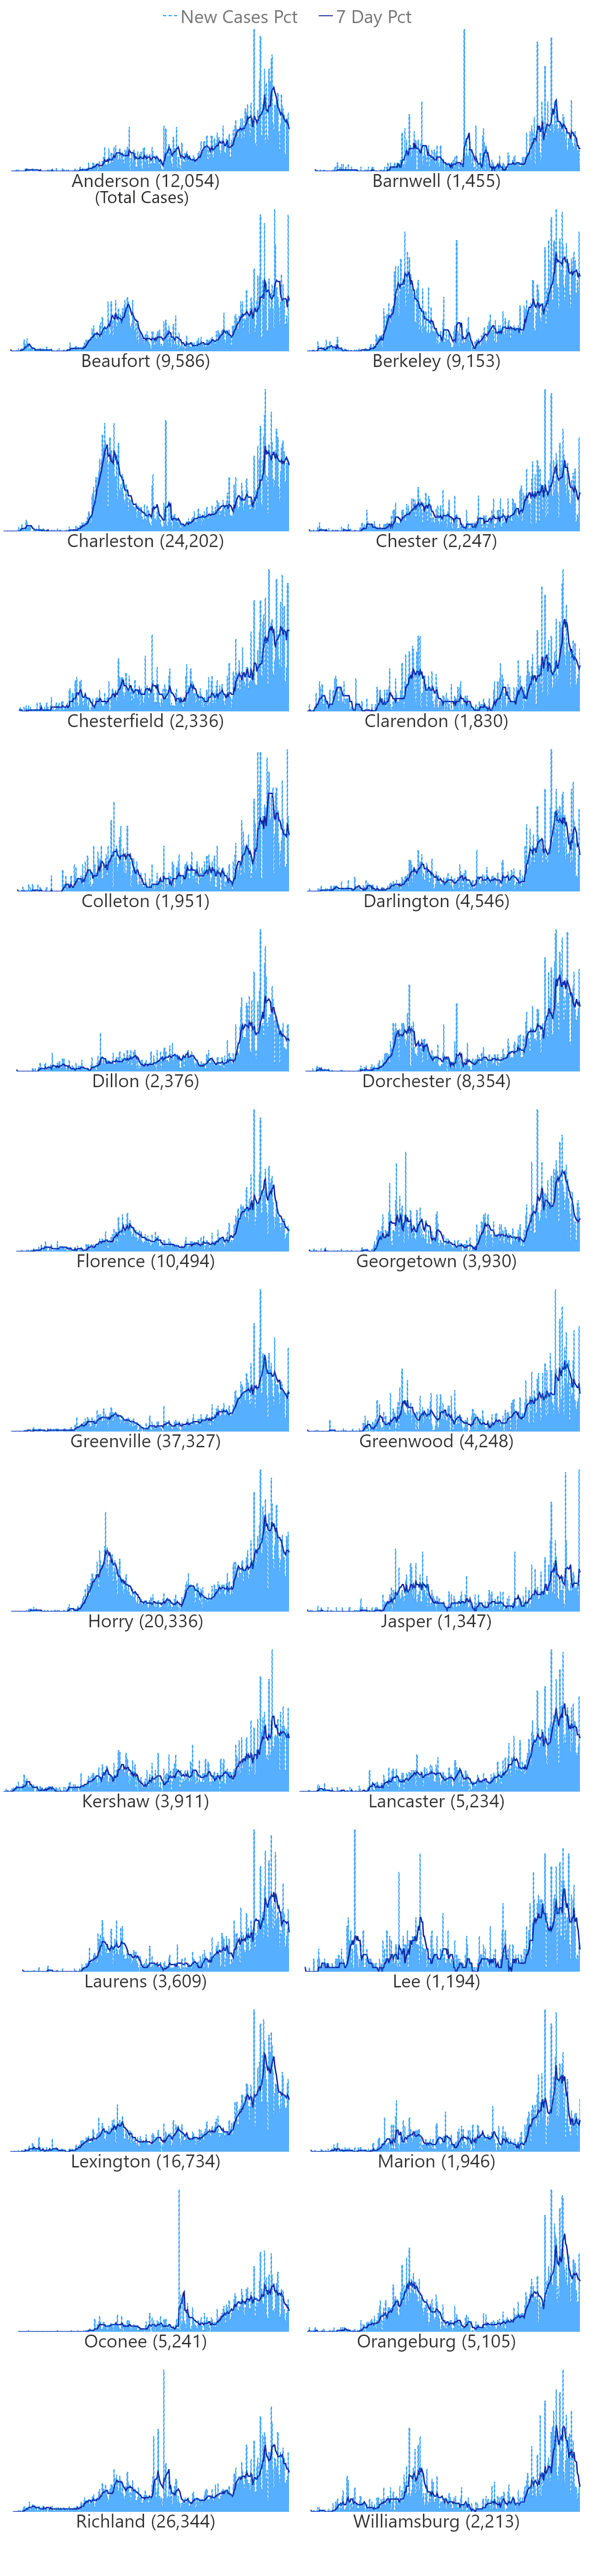 New Cases Pct 7 Day Pct
Anderson (12,054) Barnwell (1,455)
(Total Cases)
Beaufort (9,586) Berkeley (9,153)
Charleston (24,202) Chester (2,247)
Chesterfield (2,336) Clarendon (1,830)
Colleton (1,951) Darlington (4,546)
Dillon (2,376) Dorchester (8,354)
Florence (10,494) Georgetown (3,930)
Greenville (37,327) Greenwood (4,248)
Horry (20,336) Jasper (1,347)
Kershaw (3,911) Lancaster (5,234)
Laurens (3,609) Lee (1,194)
Lexington (16,734) Marion (1,946)
Oconee (5,241) Orangeburg (5,105)
Richland (26,344) Williamsburg (2,213)